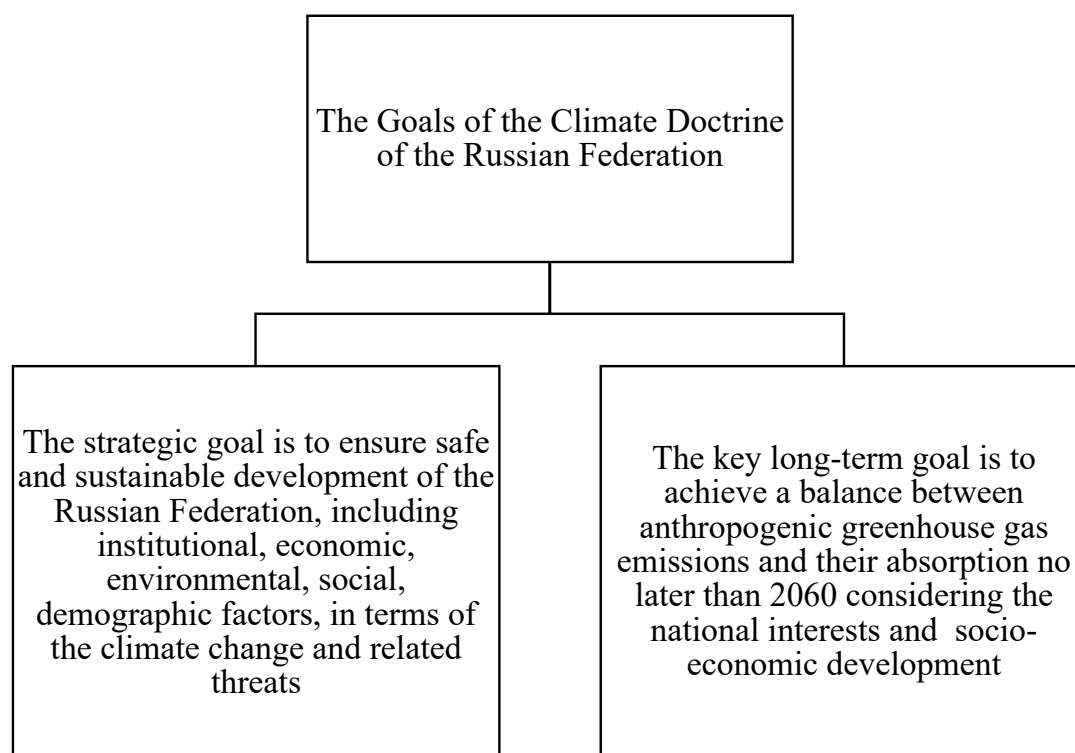 The Goals of the Climate Doctrine
of the Russian Federation
The strategic goal is to ensure safe
and sustainable development of the
Russian Federation, including
institutional, economic,
environmental, social,
demographic factors, in terms of
the climate change and related
threats
The key long-term goal is to
achieve a balance between
anthropogenic greenhouse gas
emissions and their absorption no
later than 2060 considering the
national interests and  socio-
economic development